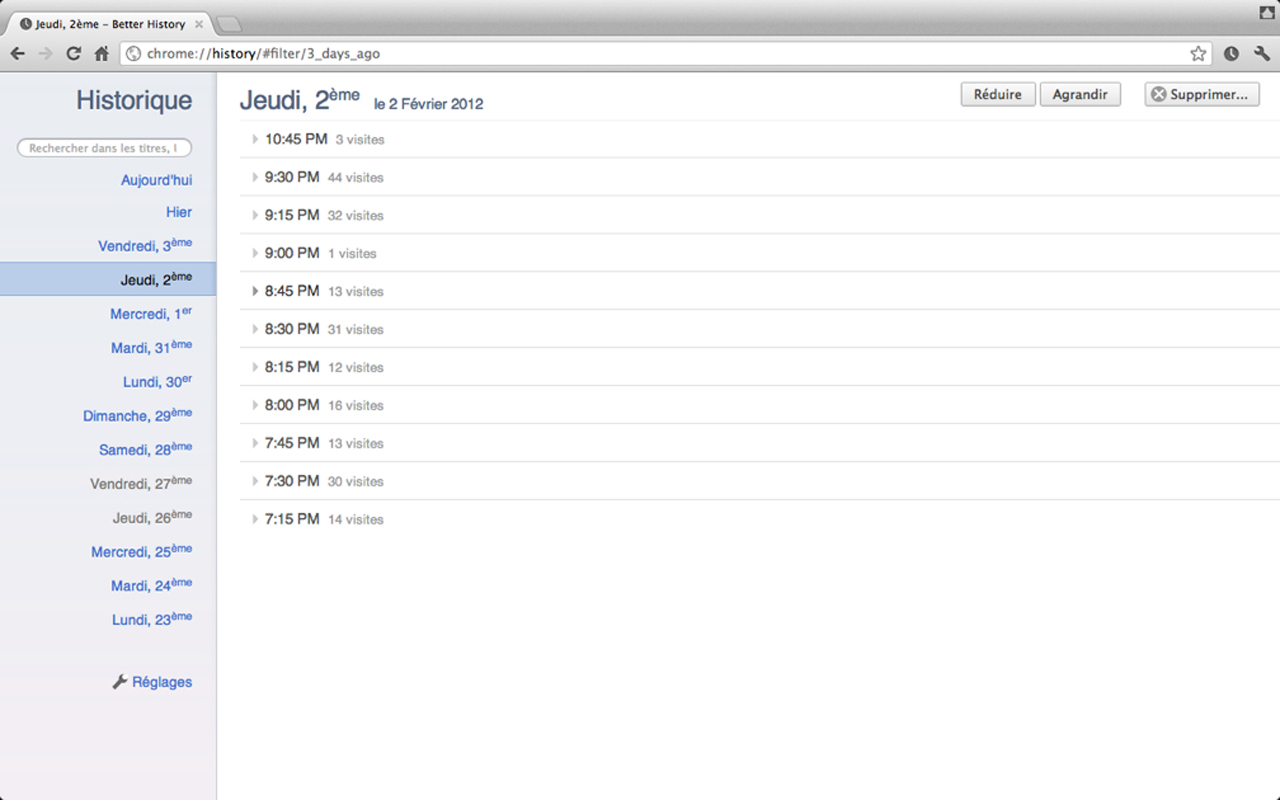 Jeudi, 2ème – Better History
chrome://history/#filter/3_days_ago
Historique
Rechercher dans les titres, l
Aujourd'hui
Hier
Vendredi, 3ème
Jeudi, 2ème
Mercredi, 1er
Mardi, 31ème
Lundi, 30er
Dimanche, 29ème
Samedi, 28ème
Vendredi, 27ème
Jeudi, 26ème
Mercredi, 25ème
Mardi, 24ème
Lundi, 23ème
Réglages
Jeudi, 2ème le 2 Février 2012
Réduire Agrandir Supprimer...
10:45 PM 3 visites
9:30 PM 44 visites
9:15 PM 32 visites
9:00 PM 1 visites
8:45 PM 13 visites
8:30 PM 31 visites
8:15 PM 12 visites
8:00 PM 16 visites
7:45 PM 13 visites
7:30 PM 30 visites
7:15 PM 14 visites